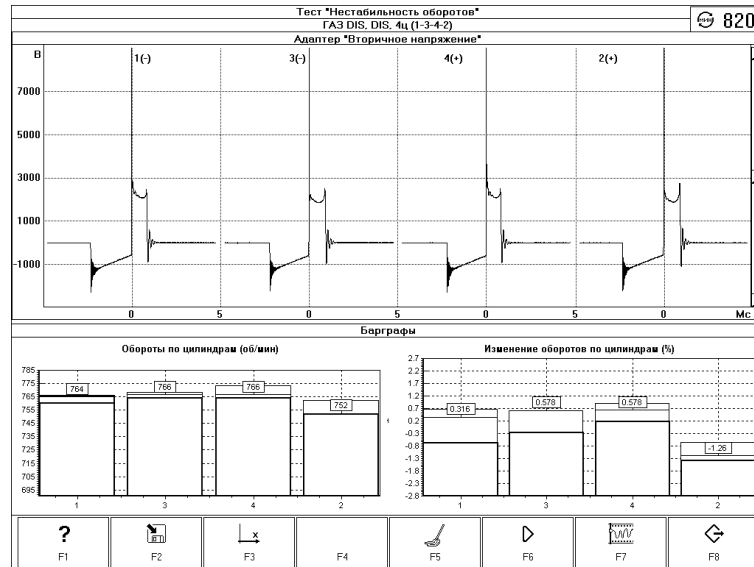 Тест "Нестабильность оборотов"
ГАЗ DIS, DIS, 4ц (1-3-4-2)
мин 820
Адаптер "Вторичное напряжение"
В
1(-) 3(-) 4(+) 2(+)
7000
5000
3000
1000
-1000
0 5 0 5 0 5 0 Мс
Барграфы
Обороты по цилиндрам (об/мин)
785
775
765
755
745
735
725
715
705
695
764 766 766 752
1 3 4 2
Изменение оборотов по цилиндрам (%)
2.7
2.2
1.7
1.2
0.7
0.2
-0.3
-0.8
-1.3
-1.8
-2.3
-2.8
0.316 0.578 0.578 -1.26
1 3 4 2
?
x
F1 F2 F3 F4 F5 F6 F7 F8